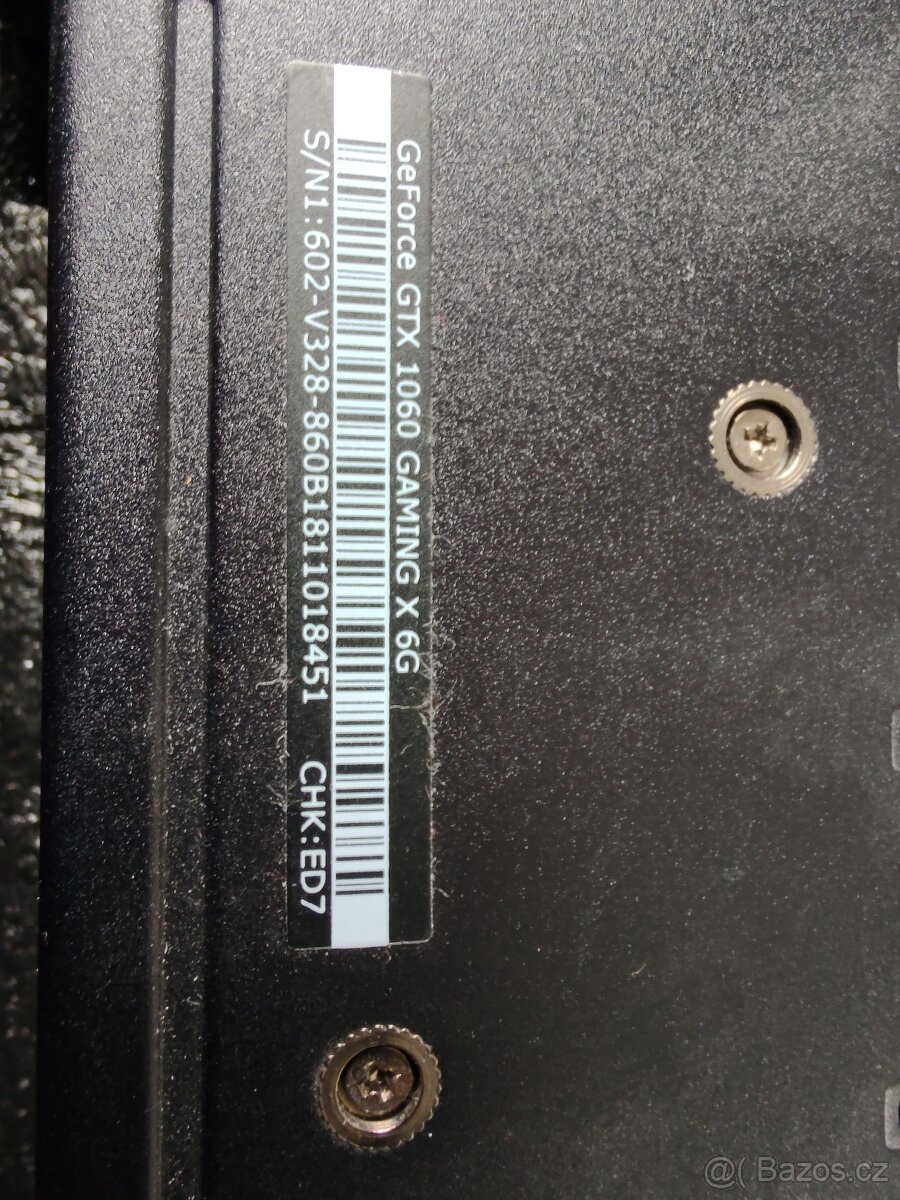 GeForce GTX 1060 GAMING X 6G
S/N1:602-V328-860B1811018451 CHK:ED7
@( Bazos.cz